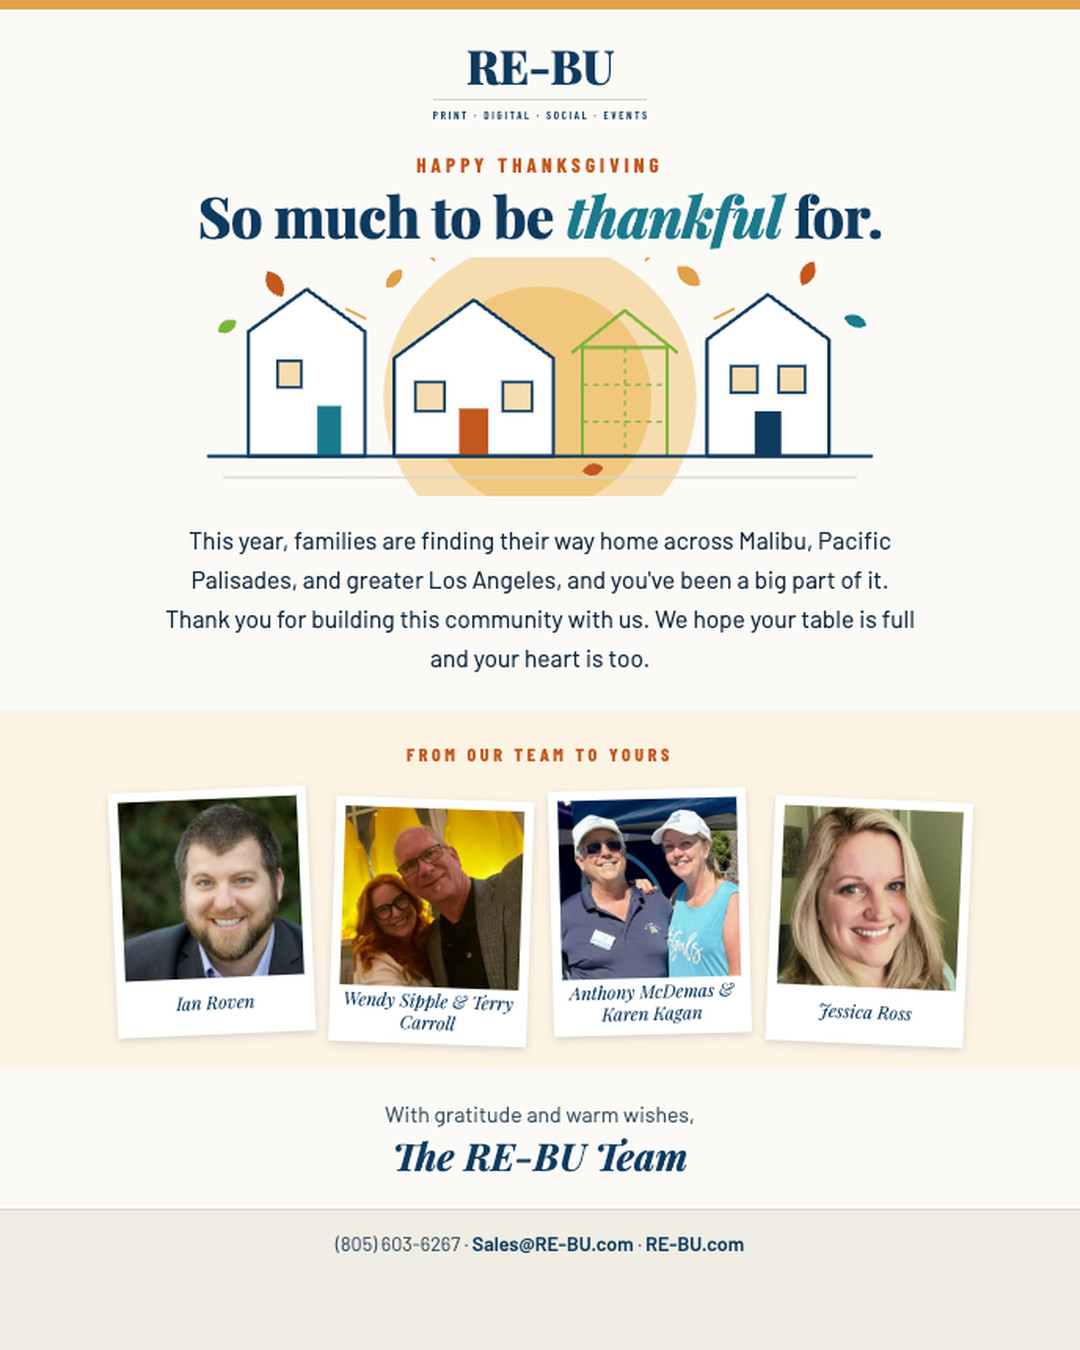 RE-BU
PRINT · DIGITAL · SOCIAL · EVENTS
HAPPY THANKSGIVING
So much to be thankful for.
This year, families are finding their way home across Malibu, Pacific
Palisades, and greater Los Angeles, and you've been a big part of it.
Thank you for building this community with us. We hope your table is full
and your heart is too.
FROM OUR TEAM TO YOURS
Ian Roven
Wendy Sipple & Terry
Carroll
Anthony McDemas &
Karen Kagan
Jessica Ross
With gratitude and warm wishes,
The RE-BU Team
(805) 603-6267 · Sales@RE-BU.com · RE-BU.com